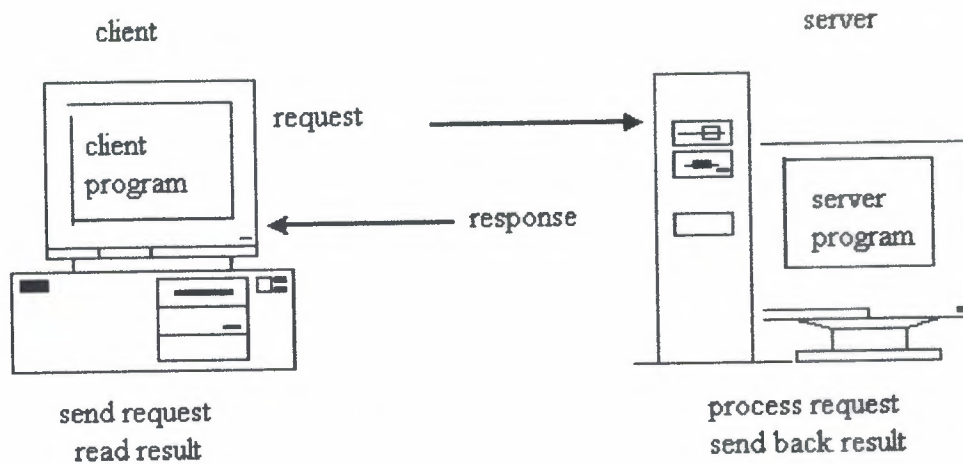 client
server
request
client
program
response
server
program
send request
read result
process request
send back result